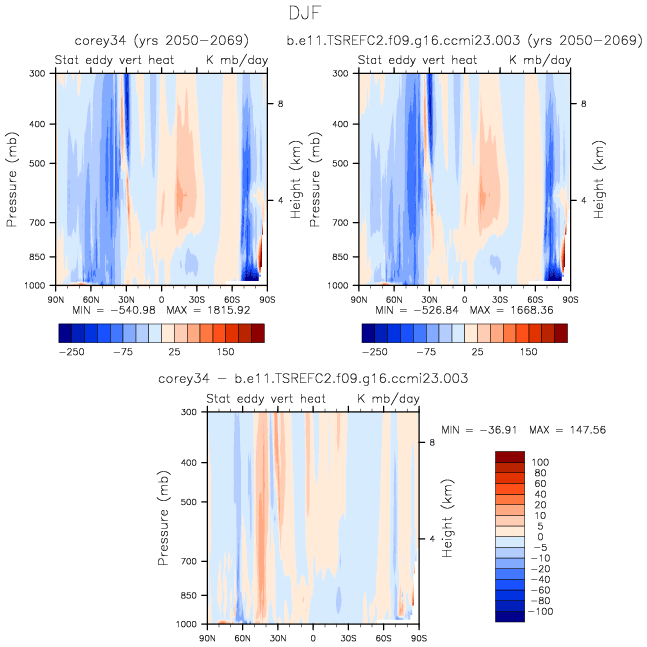 DJF
corey34 (yrs 2050-2069)
b.e11.TSREFC2.f09.g16.ccmi23.003 (yrs 2050-2069)
Stat eddy vert heat K mb/day
Stat eddy vert heat K mb/day
300
400
500
700
850
1000
Pressure (mb)
8
4
Height (km)
90N 60N 30N 0 30S 60S 90S
MIN = -540.98 MAX = 1815.92
-250 -75 25 150
300
400
500
700
850
1000
Pressure (mb)
8
4
Height (km)
90N 60N 30N 0 30S 60S 90S
MIN = -526.84 MAX = 1668.36
-250 -75 25 150
corey34 - b.e11.TSREFC2.f09.g16.ccmi23.003
Stat eddy vert heat K mb/day
300
400
500
700
850
1000
Pressure (mb)
8
4
Height (km)
90N 60N 30N 0 30S 60S 90S
MIN = -36.91 MAX = 147.56
100
80
60
40
20
10
5
0
-5
-10
-20
-40
-60
-80
-100